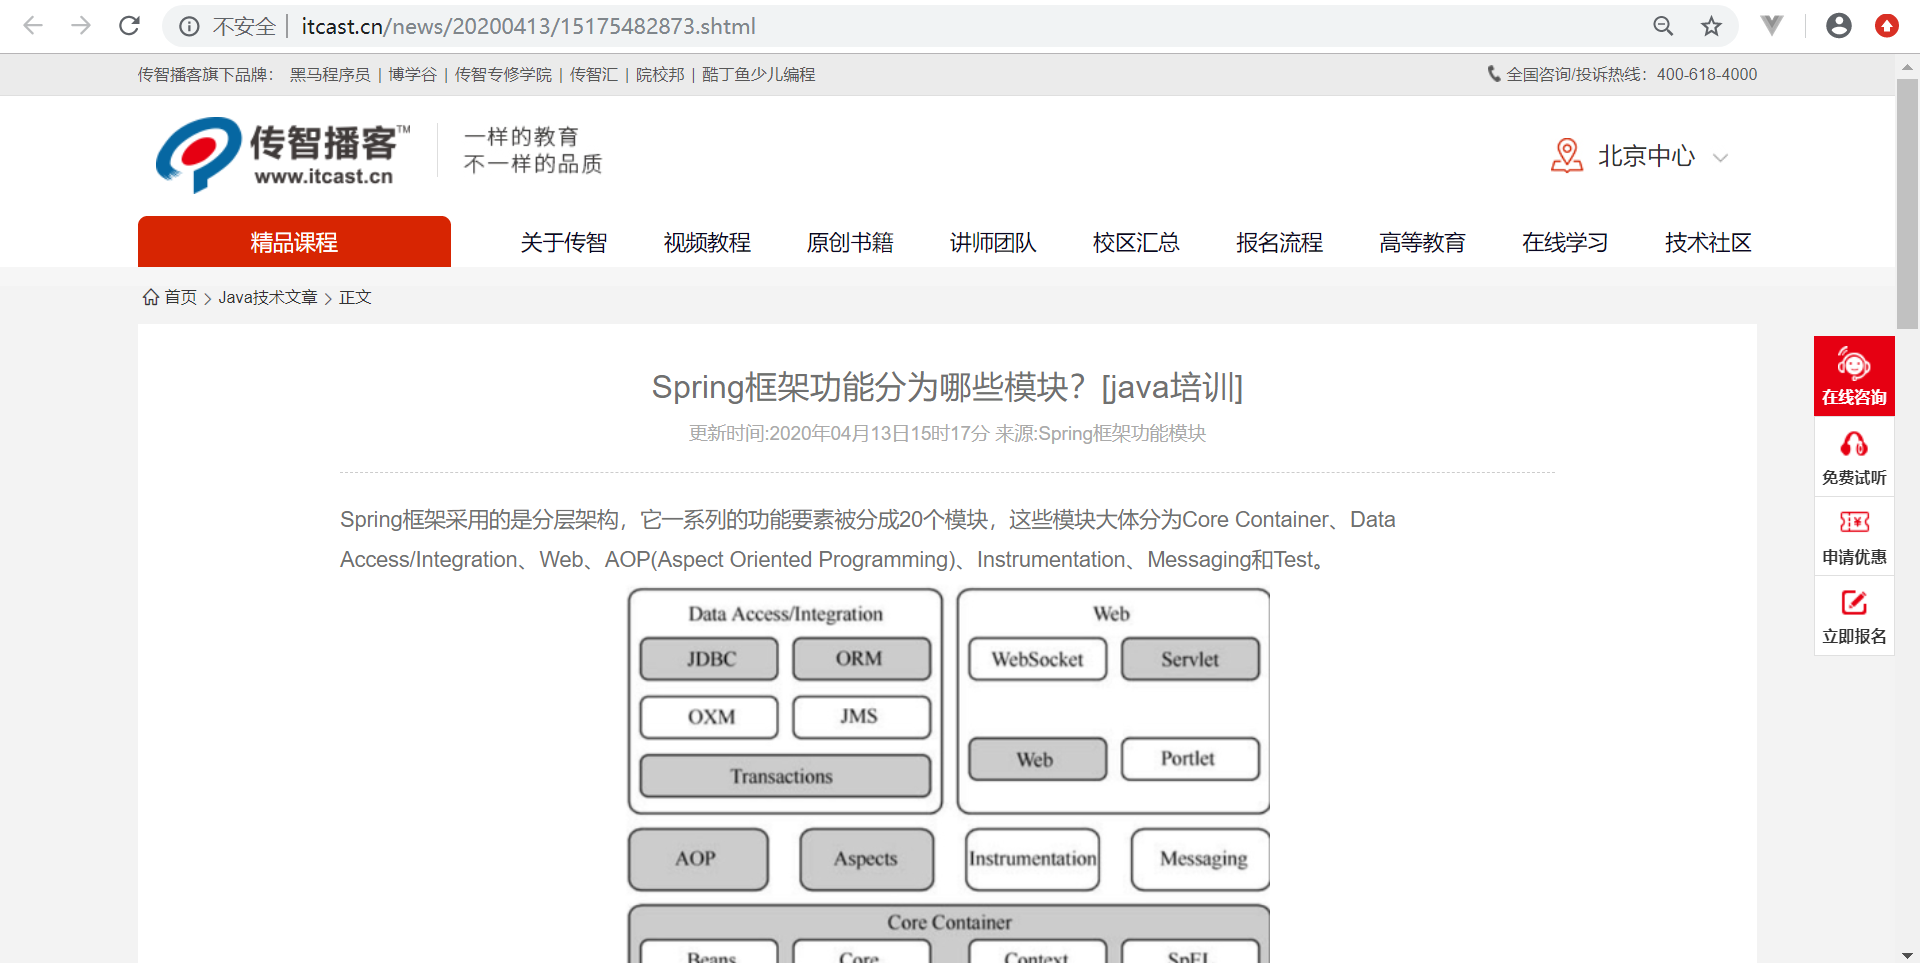 不安全 | itcast.cn/news/20200413/15175482873.shtml
传智播客旗下品牌： 黑马程序员 | 博学谷 | 传智专修学院 | 传智汇 | 院校邦 | 酷丁鱼少儿编程
全国咨询/投诉热线：400-618-4000
传智播客™
www.itcast.cn
一样的教育
不一样的品质
北京中心
精品课程 关于传智 视频教程 原创书籍 讲师团队 校区汇总 报名流程 高等教育 在线学习 技术社区
首页 > Java技术文章 > 正文
Spring框架功能分为哪些模块？[java培训]
更新时间:2020年04月13日15时17分 来源:Spring框架功能模块
Spring框架采用的是分层架构，它一系列的功能要素被分成20个模块，这些模块大体分为Core Container、Data
Access/Integration、Web、AOP(Aspect Oriented Programming)、Instrumentation、Messaging和Test。
Data Access/Integration
JDBC ORM
OXM JMS
Transactions
Web
WebSocket Servlet
Web Portlet
AOP Aspects Instrumentation Messaging
Core Container
Beans Core Context SpEL
在线咨询
免费试听
申请优惠
立即报名